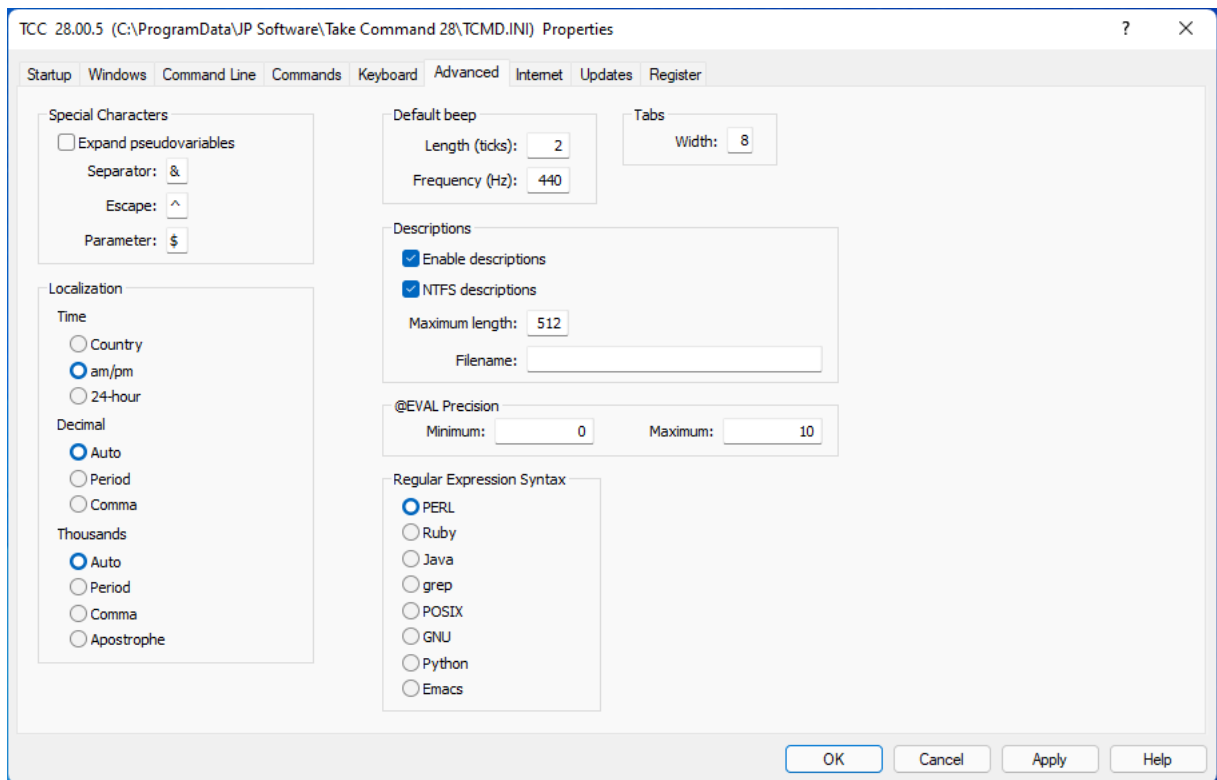 TCC 28.00.5 (C:\ProgramData\JP Software\Take Command 28\TCMD.INI) Properties
?
Startup Windows Command Line Commands Keyboard Advanced Internet Updates Register
Special Characters
Expand pseudovariables
Separator: &
Escape: ^
Parameter: $
Localization
Time
Country
am/pm
24-hour
Decimal
Auto
Period
Comma
Thousands
Auto
Period
Comma
Apostrophe
Default beep
Length (ticks): 2
Frequency (Hz): 440
Tabs
Width: 8
Descriptions
Enable descriptions
NTFS descriptions
Maximum length: 512
Filename:
@EVAL Precision
Minimum: 0 Maximum: 10
Regular Expression Syntax
PERL
Ruby
Java
grep
POSIX
GNU
Python
Emacs
OK Cancel Apply Help